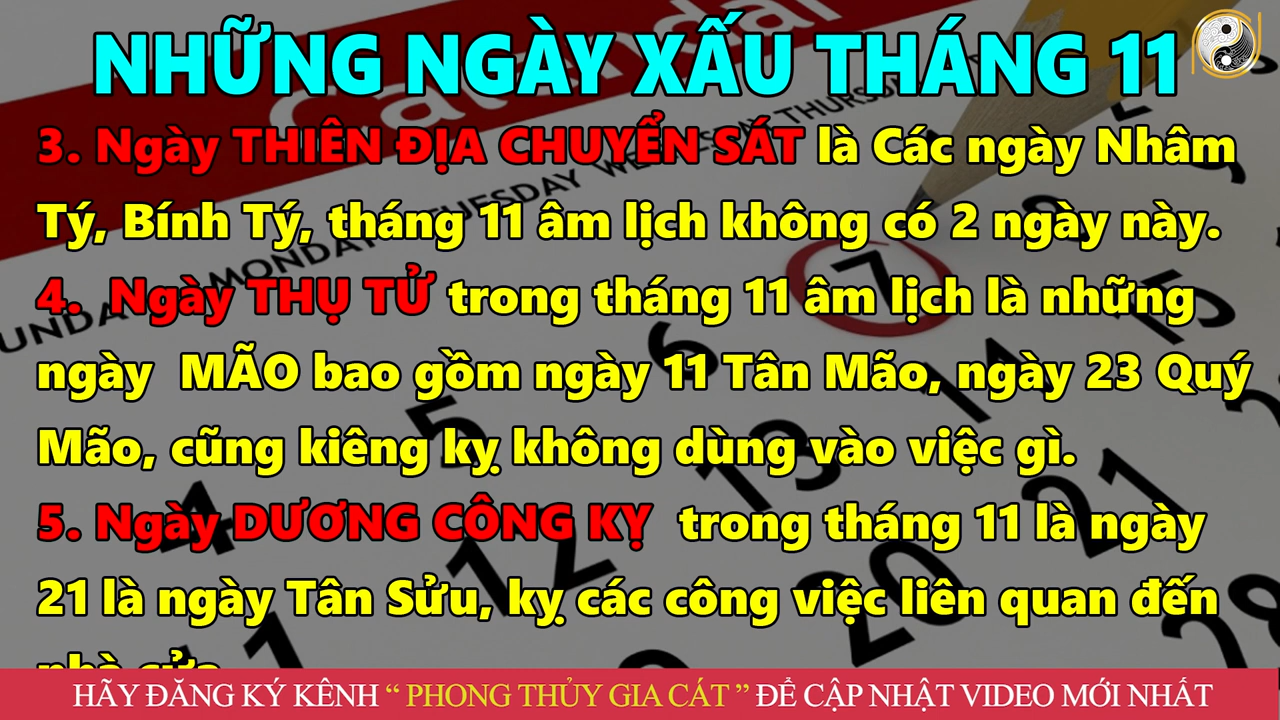 NHỮNG NGÀY XẤU THÁNG 11
3. Ngày THIÊN ĐỊA CHUYỂN SÁT là Các ngày Nhâm
Tý, Bính Tý, tháng 11 âm lịch không có 2 ngày này.
4. Ngày THỤ TỬ trong tháng 11 âm lịch là những
ngày MÃO bao gồm ngày 11 Tân Mão, ngày 23 Quý
Mão, cũng kiêng kỵ không dùng vào việc gì.
5. Ngày DƯƠNG CÔNG KỴ trong tháng 11 là ngày
21 là ngày Tân Sửu, kỵ các công việc liên quan đến
nhà cửa
HÃY ĐĂNG KÝ KÊNH “ PHONG THỦY GIA CÁT ” ĐỂ CẬP NHẬT VIDEO MỚI NHẤT